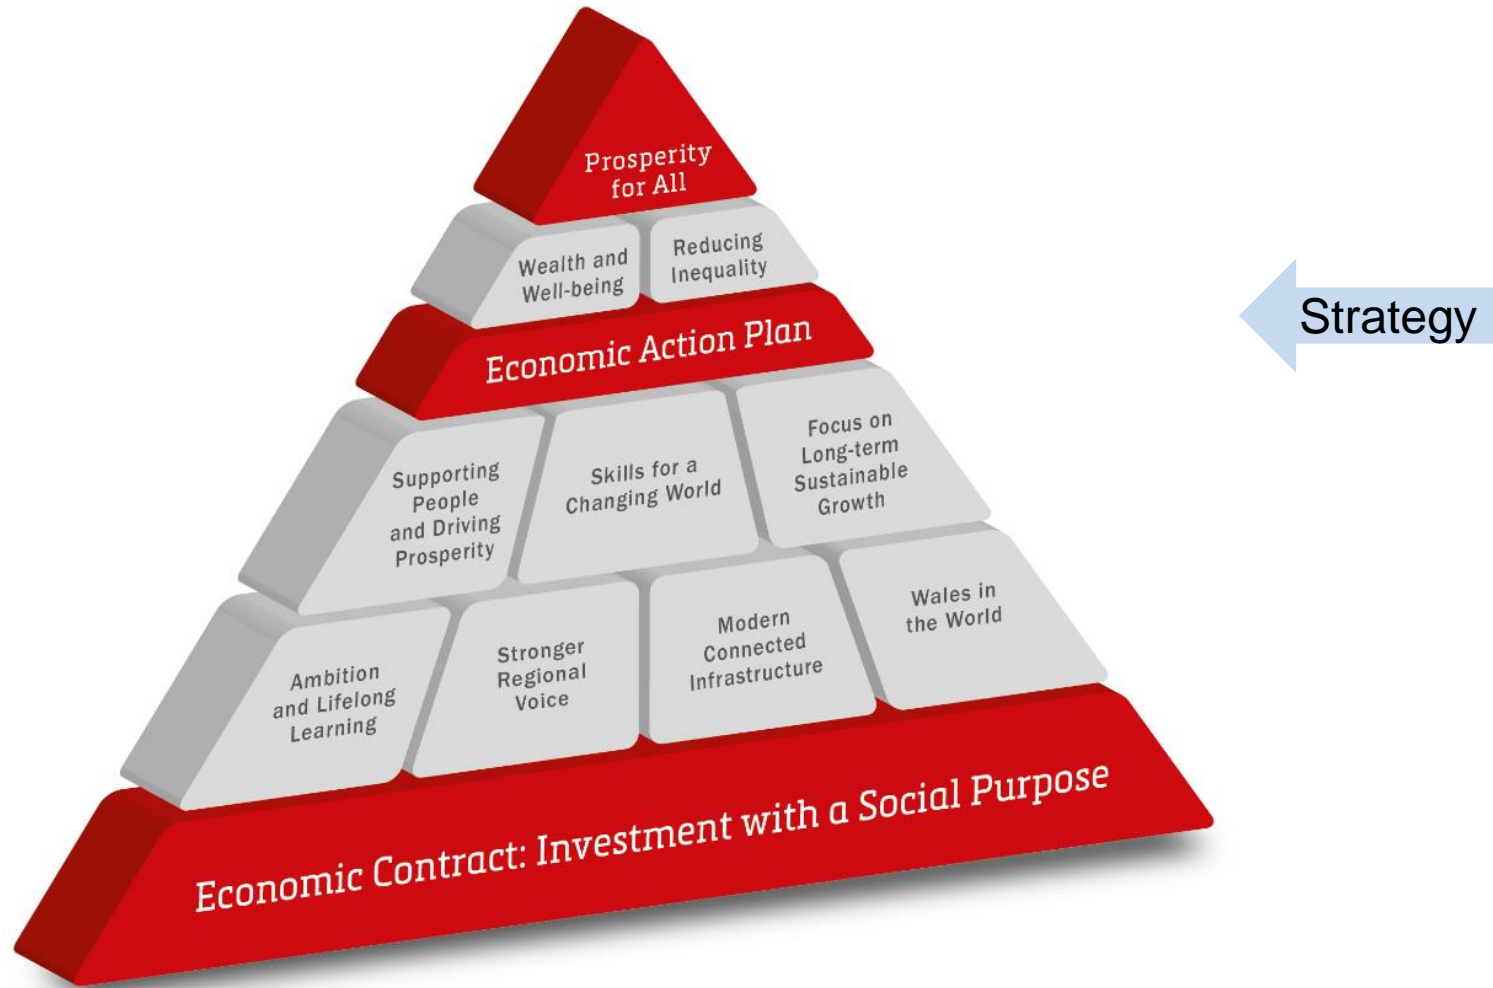 Prosperity
for All
Wealth and
Well-being
Reducing
Inequality
Economic Action Plan
Strategy
Supporting
People
and Driving
Prosperity
Skills for a
Changing World
Focus on
Long-term
Sustainable
Growth
Ambition
and Lifelong
Learning
Stronger
Regional
Voice
Modern
Connected
Infrastructure
Wales in
the World
Economic Contract: Investment with a Social Purpose